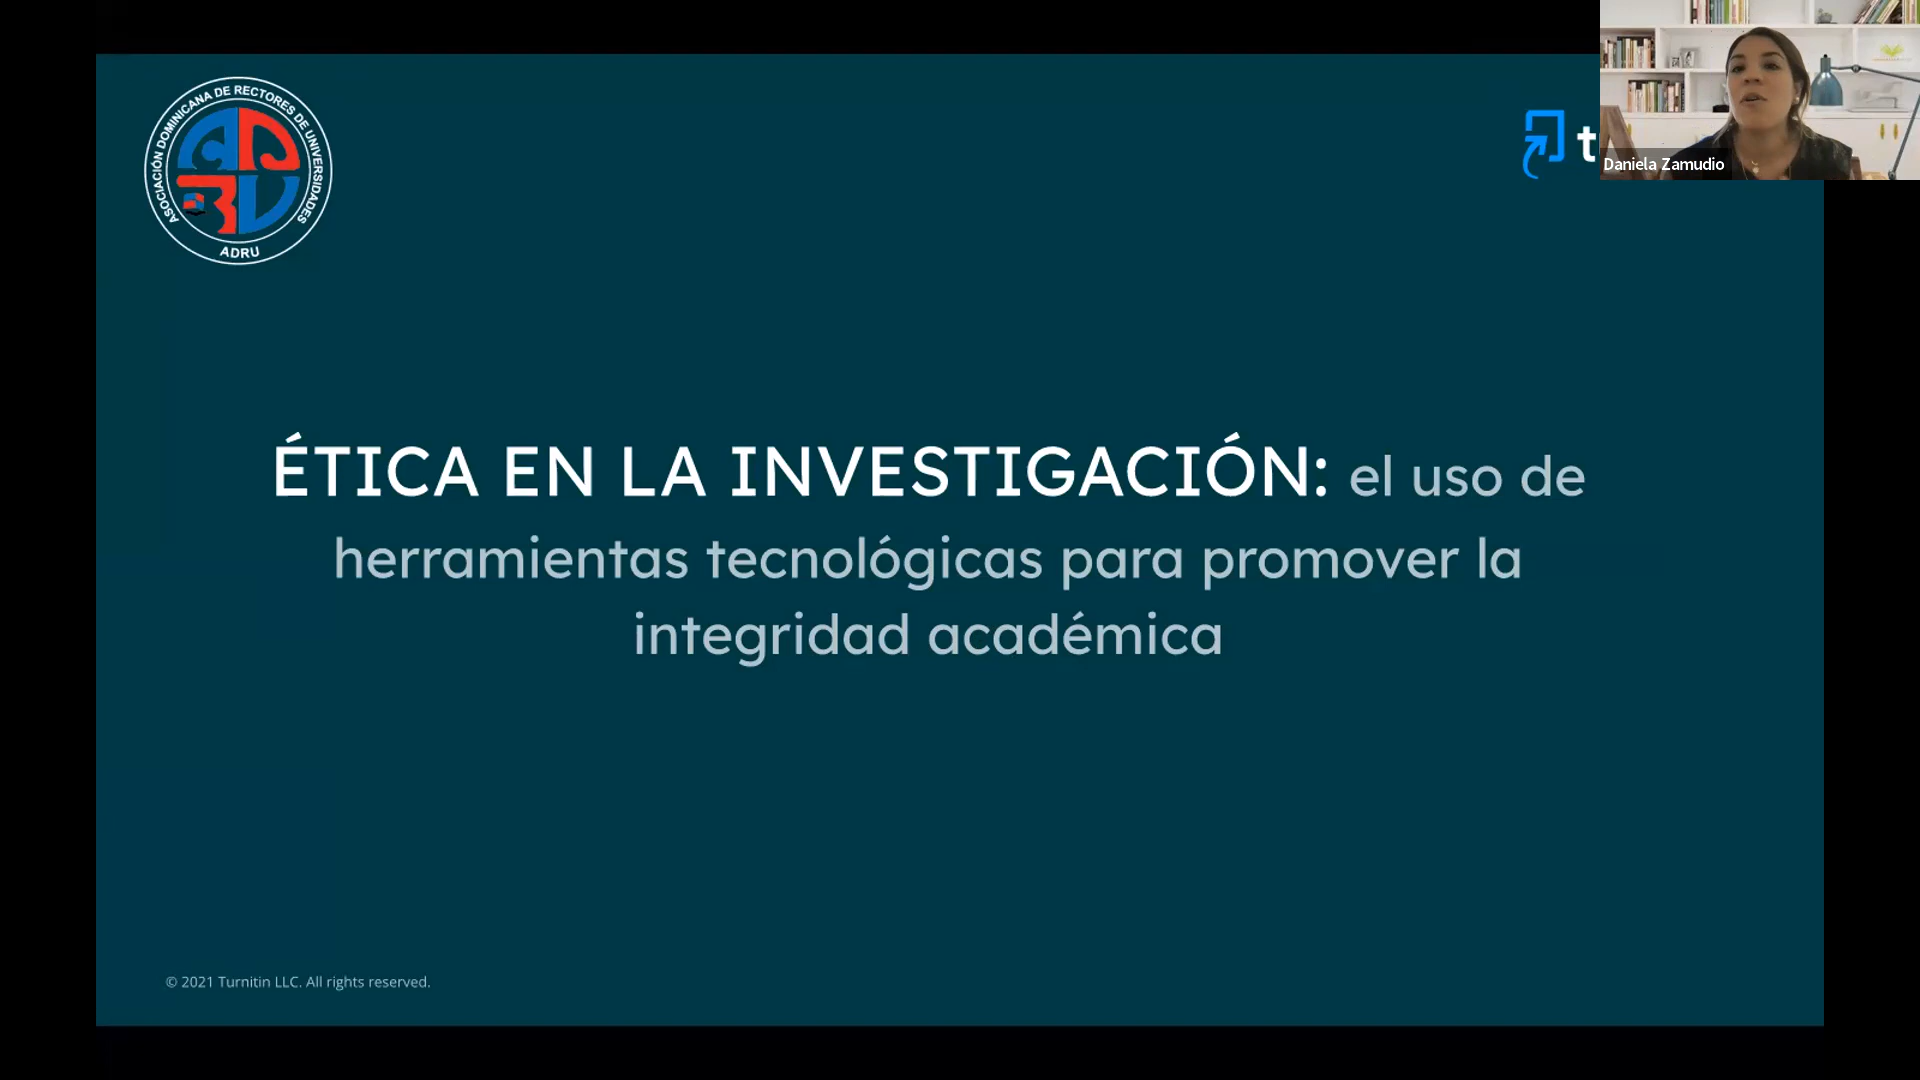 ASOCIACIÓN DOMINICANA DE RECTORES DE UNIVERSIDADES
ADRU
t
Daniela Zamudio
ÉTICA EN LA INVESTIGACIÓN: el uso de
herramientas tecnológicas para promover la
integridad académica
© 2021 Turnitin LLC. All rights reserved.